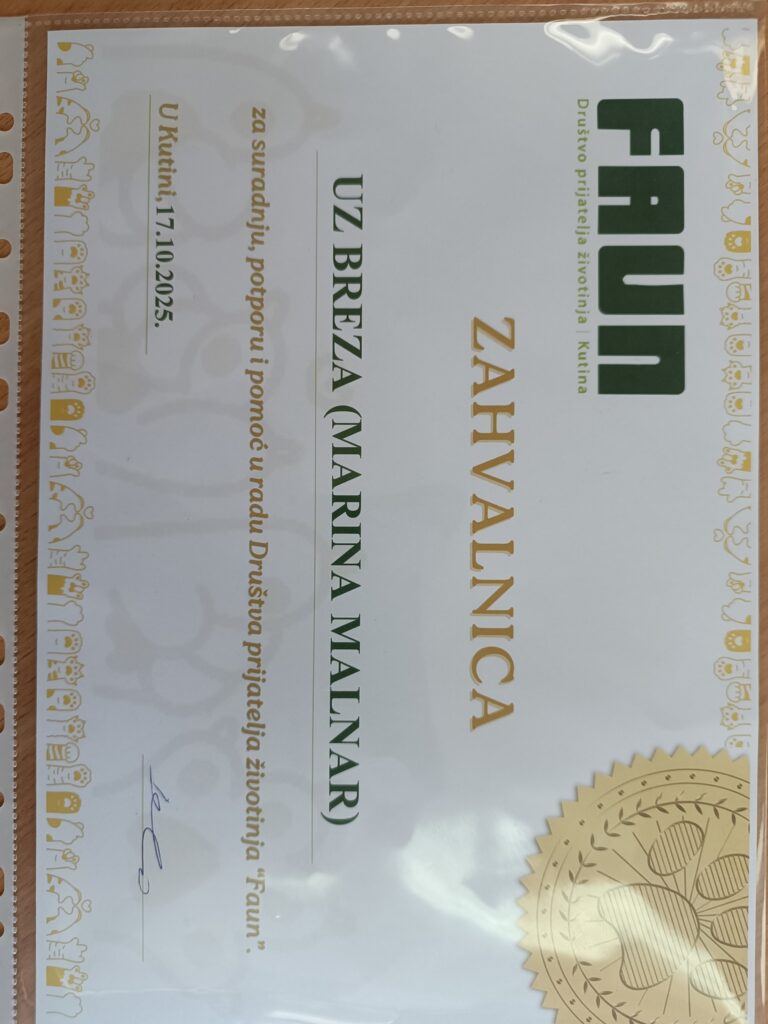 FAUN
Društvo prijatelja životinja | Kutina
ZAHVALNICA
UZ BREZA (MARINA MALNAR)
za suradnju, potporu i pomoć u radu Društva prijatelja životinja "Faun".
U Kutini, 17.10.2025.